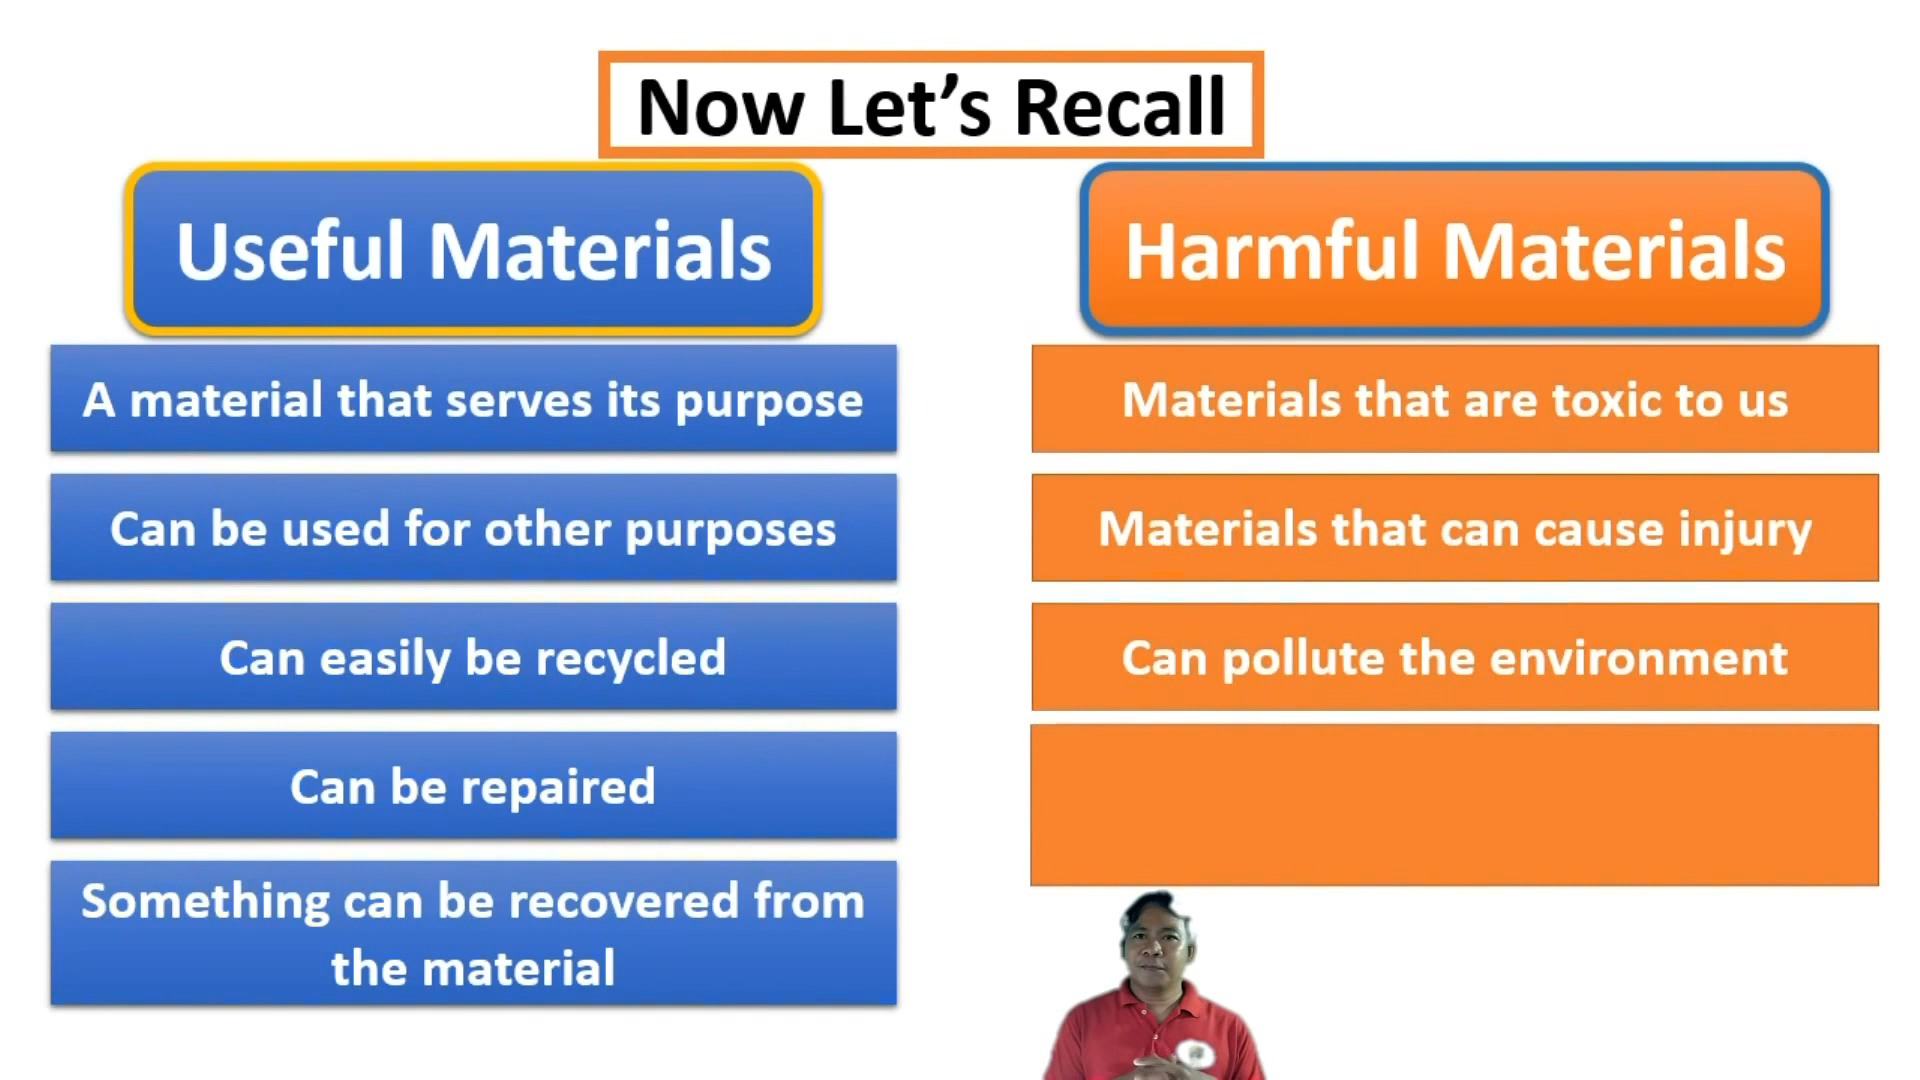 Now Let’s Recall
Useful Materials
A material that serves its purpose
Can be used for other purposes
Can easily be recycled
Can be repaired
Something can be recovered from
the material
Harmful Materials
Materials that are toxic to us
Materials that can cause injury
Can pollute the environment